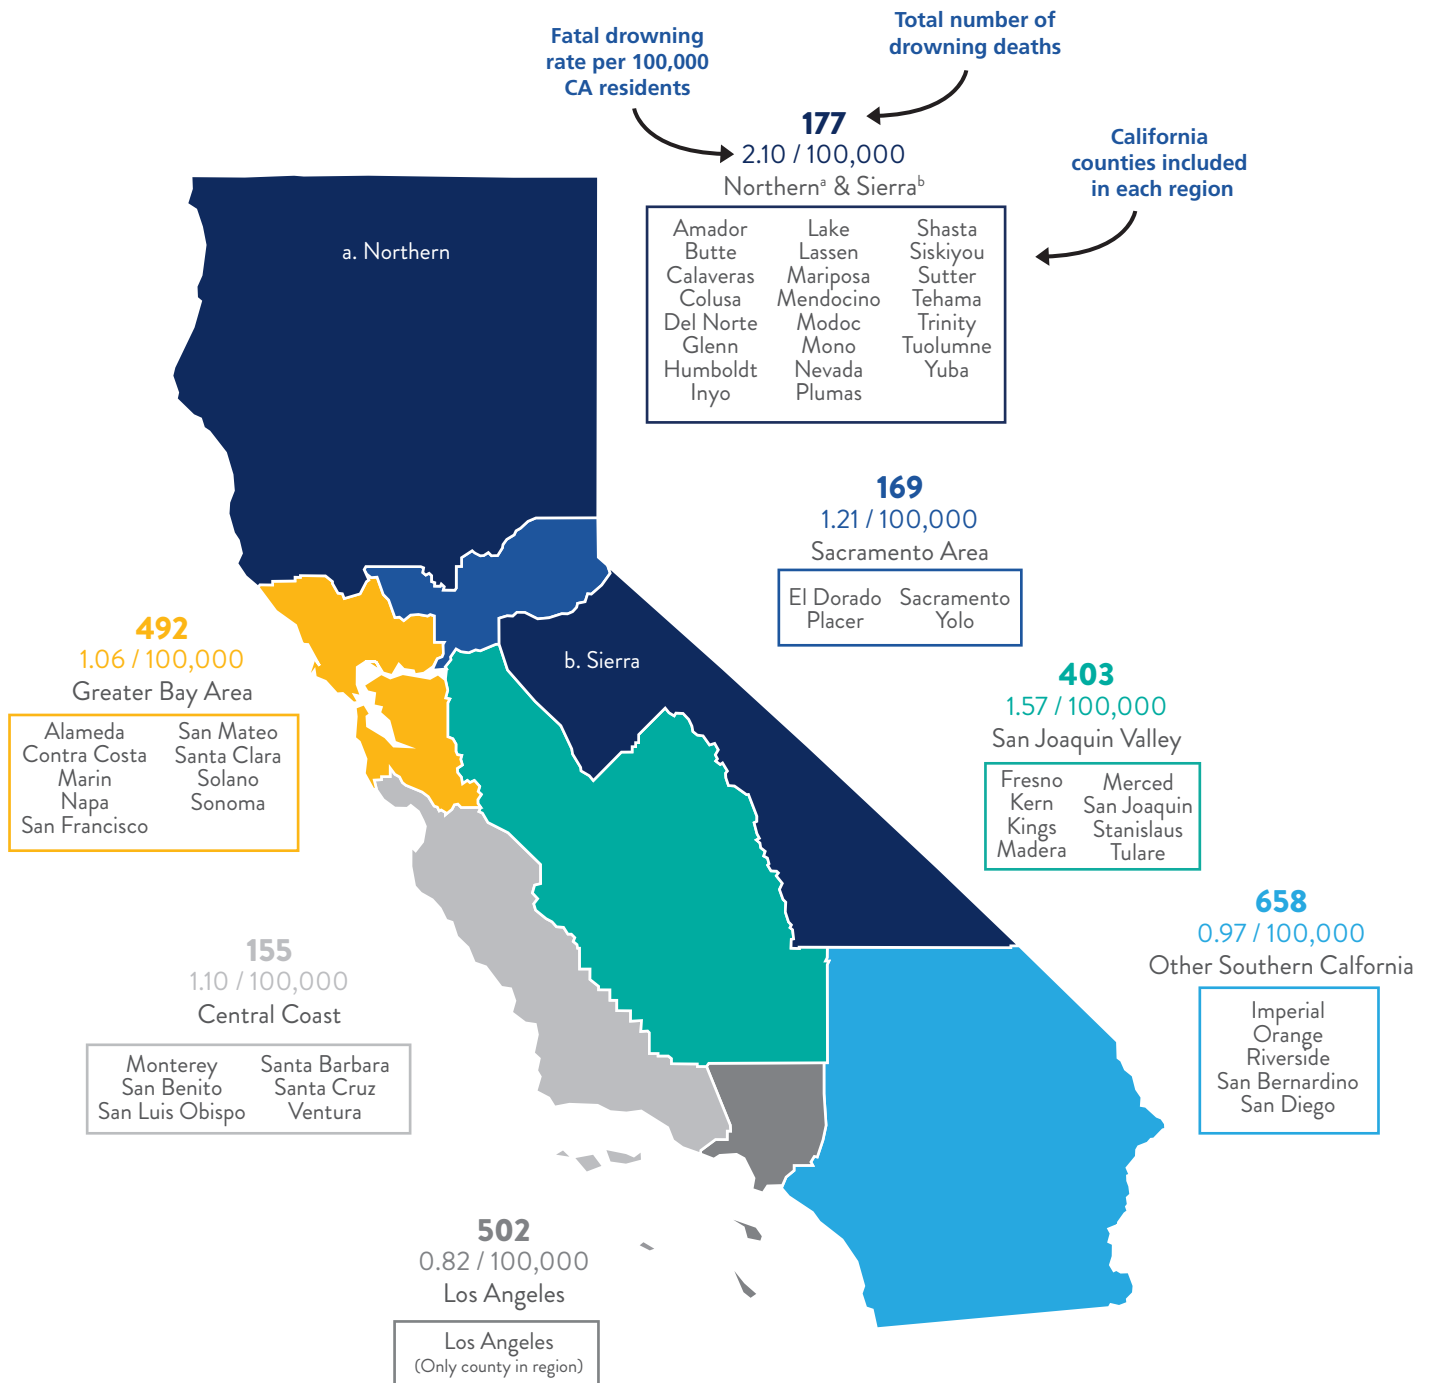 Fatal drowning
rate per 100,000
CA residents
Total number of
drowning deaths
California
counties included
in each region
177
2.10 / 100,000
Northernᵃ & Sierraᵇ
Amador
Butte
Calaveras
Colusa
Del Norte
Glenn
Humboldt
Inyo
Lake
Lassen
Mariposa
Mendocino
Modoc
Mono
Nevada
Plumas
Shasta
Siskiyou
Sutter
Tehama
Trinity
Tuolumne
Yuba
a. Northern
169
1.21 / 100,000
Sacramento Area
El Dorado
Placer
Sacramento
Yolo
b. Sierra
492
1.06 / 100,000
Greater Bay Area
Alameda
Contra Costa
Marin
Napa
San Francisco
San Mateo
Santa Clara
Solano
Sonoma
403
1.57 / 100,000
San Joaquin Valley
Fresno
Kern
Kings
Madera
Merced
San Joaquin
Stanislaus
Tulare
658
0.97 / 100,000
Other Southern Calfornia
Imperial
Orange
Riverside
San Bernardino
San Diego
155
1.10 / 100,000
Central Coast
Monterey
San Benito
San Luis Obispo
Santa Barbara
Santa Cruz
Ventura
502
0.82 / 100,000
Los Angeles
Los Angeles
(Only county in region)